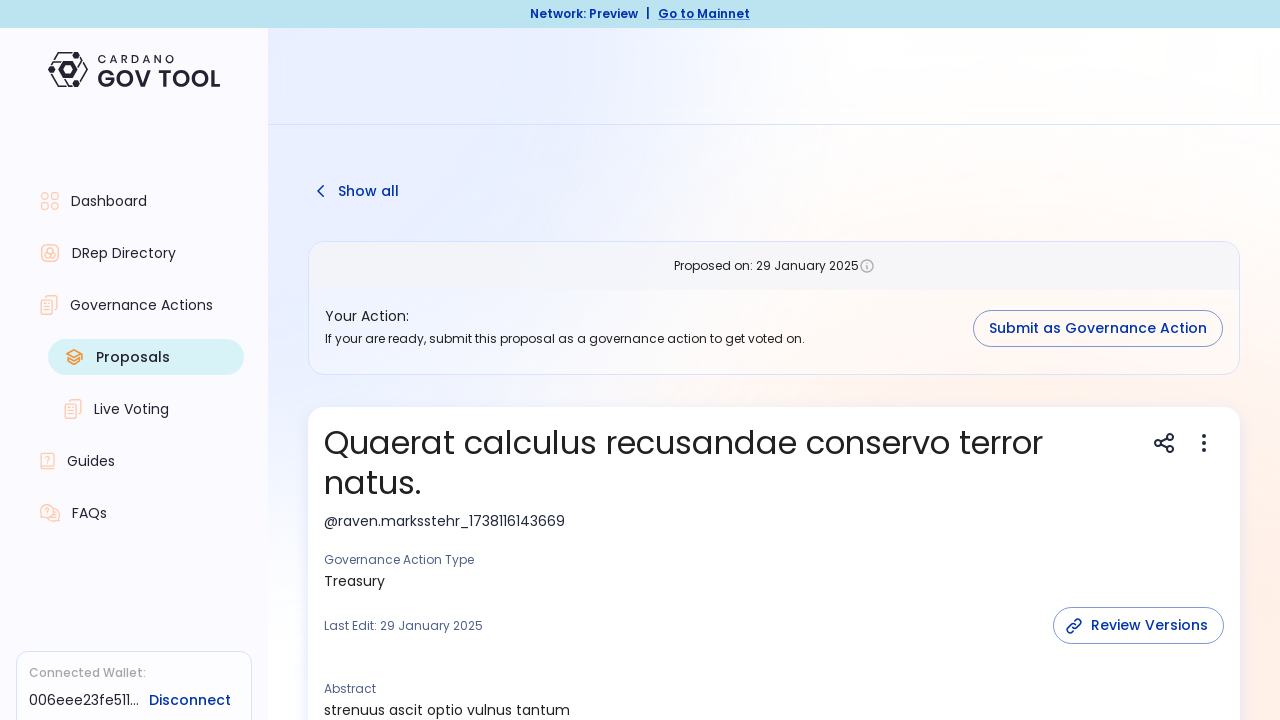 Network: Preview | Go to Mainnet
CARDANO
GOV TOOL
Dashboard
DRep Directory
Governance Actions
Proposals
Live Voting
Guides
FAQs
Connected Wallet:
006eee23fe511... Disconnect
Show all
Proposed on: 29 January 2025
Your Action:
If your are ready, submit this proposal as a governance action to get voted on.
Submit as Governance Action
Quaerat calculus recusandae conservo terror
natus.
@raven.marksstehr_1738116143669
Governance Action Type
Treasury
Last Edit: 29 January 2025
Review Versions
Abstract
strenuus ascit optio vulnus tantum